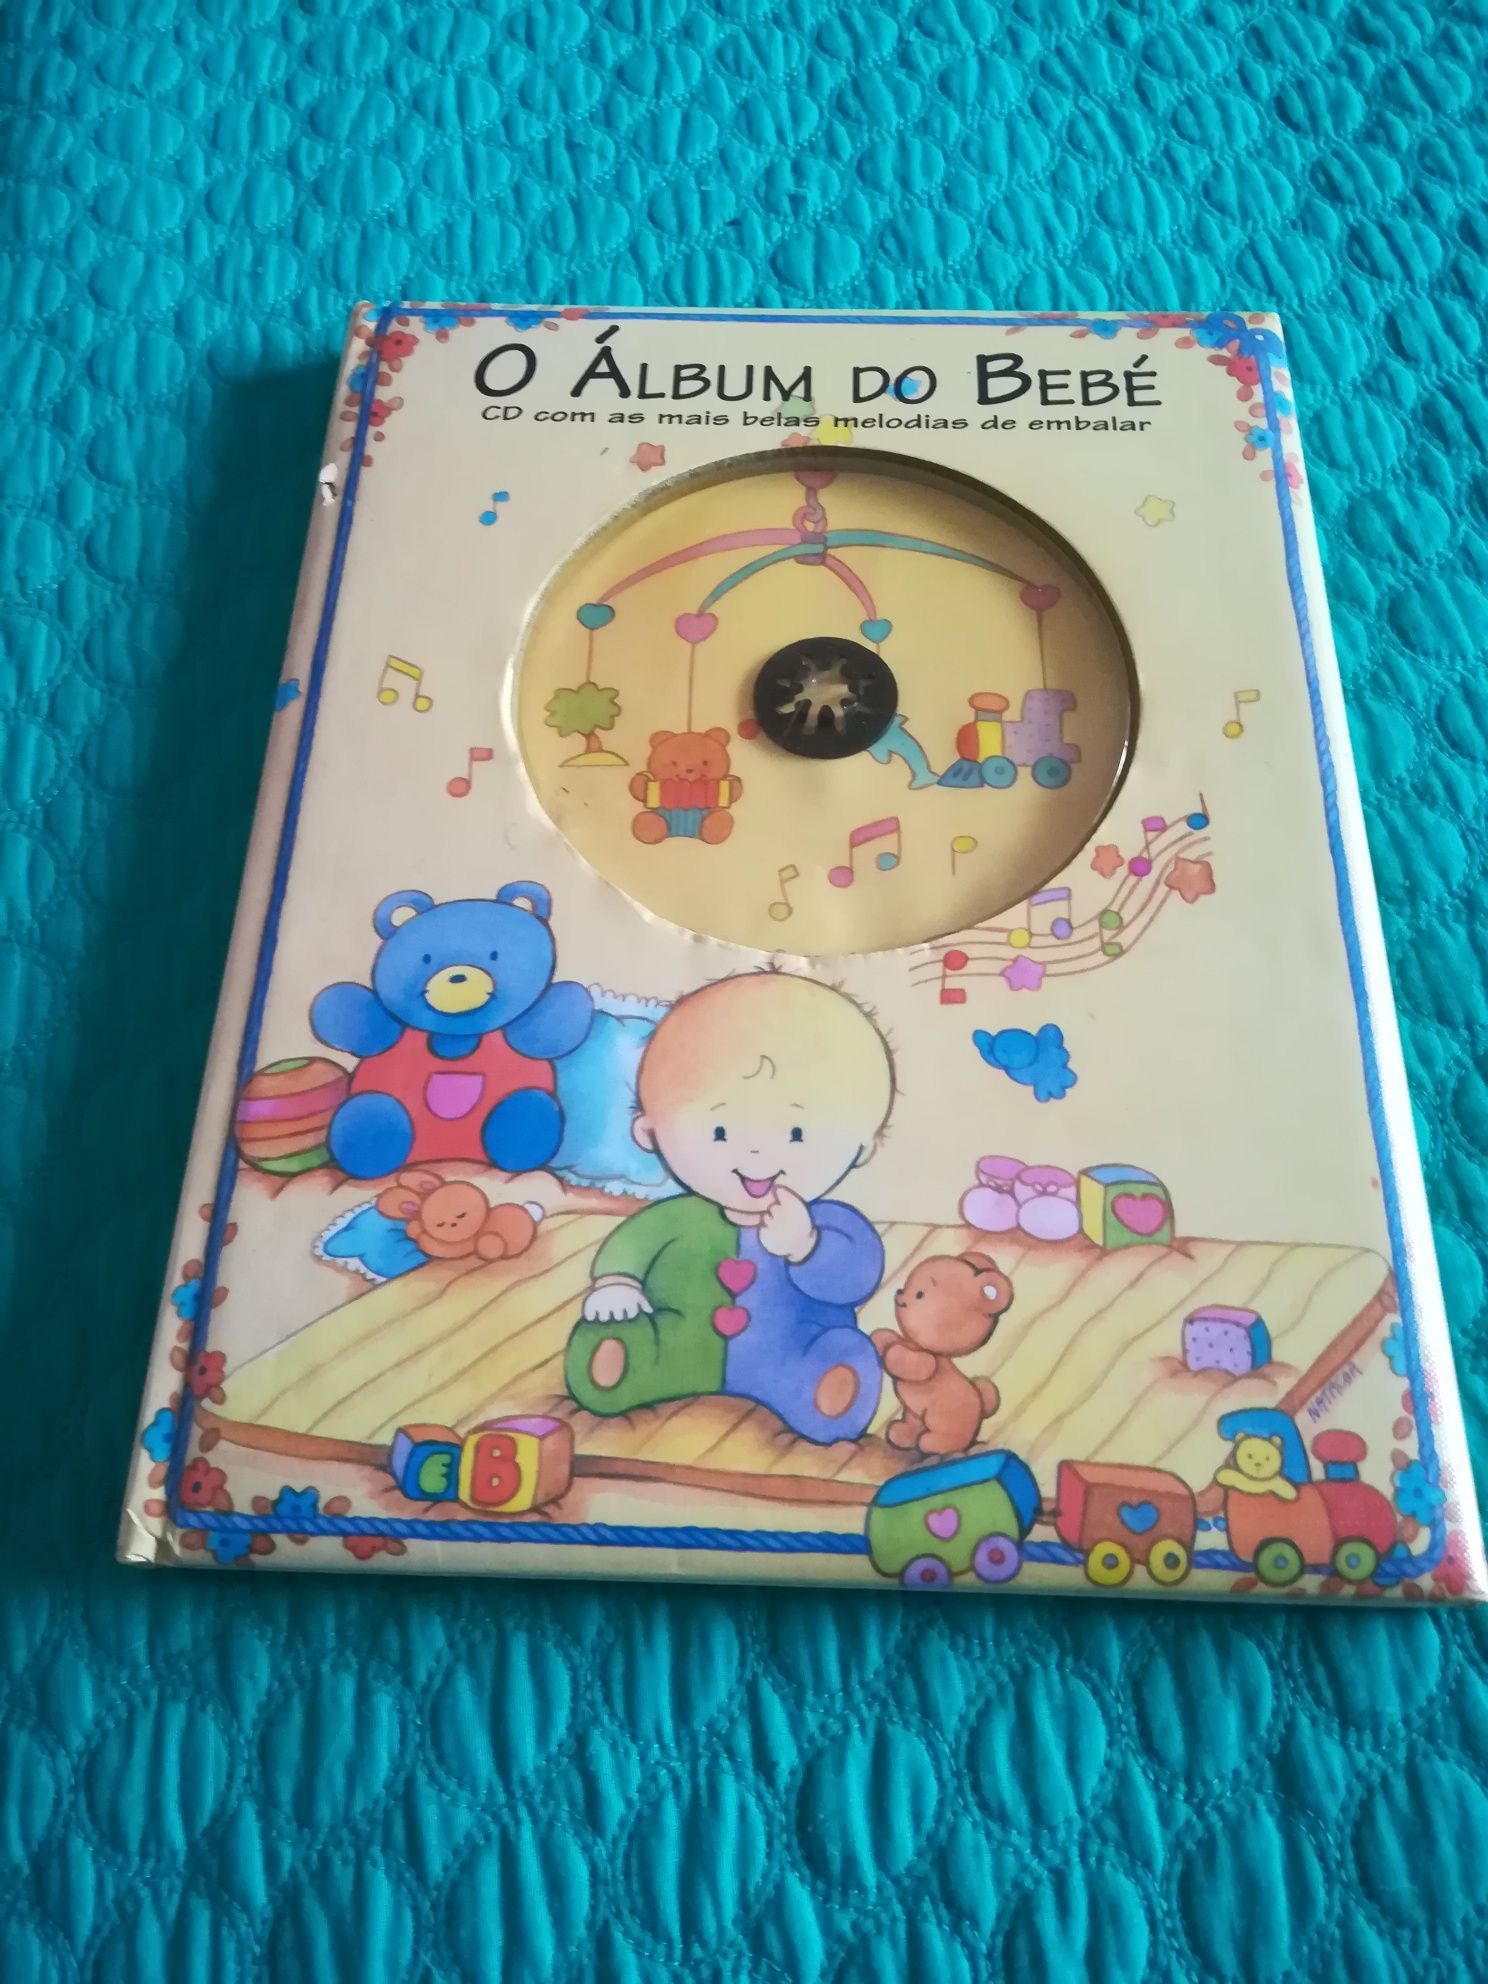 O ÁLBUM DO BEBÉ
CD com as mais belas melodias de embalar
E B